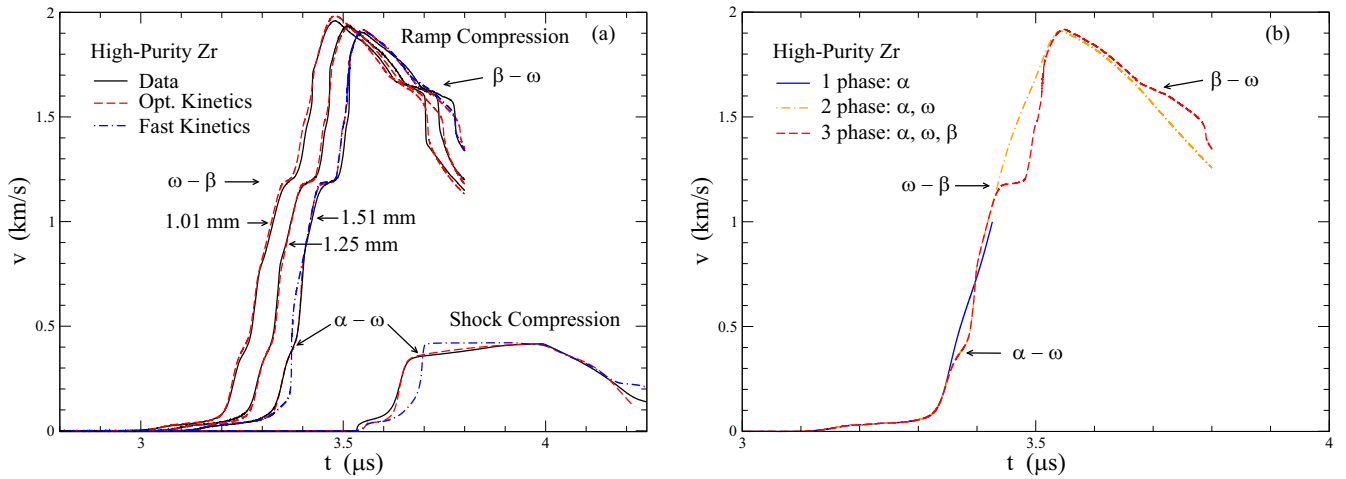 (a)
Ramp Compression
High-Purity Zr
Data
Opt. Kinetics
Fast Kinetics
β – ω
ω – β
1.01 mm
1.51 mm
1.25 mm
α – ω
Shock Compression
0
0.5
1
1.5
2
v (km/s)
3
3.5
4
t (μs)
(b)
High-Purity Zr
1 phase: α
2 phase: α, ω
3 phase: α, ω, β
β – ω
ω – β
α – ω
0
0.5
1
1.5
2
v (km/s)
3
3.5
4
t (μs)